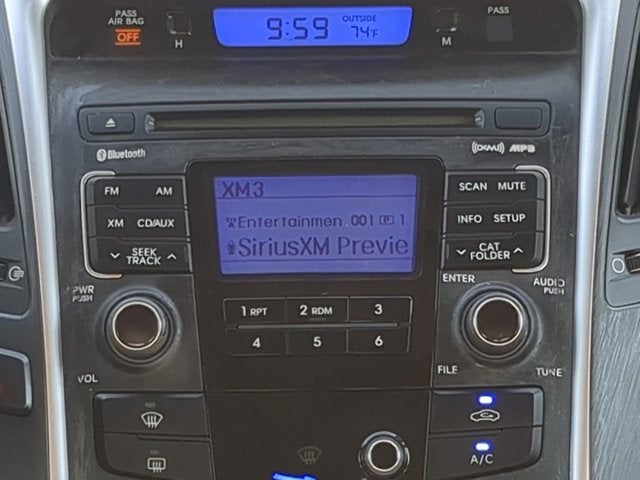 PASS
AIR BAG
OFF
H
9:59
OUTSIDE
74°F
M
PASS
Bluetooth
XM MP3
FM AM
XM CD/AUX
SEEK
TRACK
XM3
Entertainmen. 001 P 1
SiriusXM Previe
SCAN MUTE
INFO SETUP
CAT
FOLDER
PWR
PUSH
VOL
1 RPT 2 RDM 3
4 5 6
ENTER
AUDIO
PUSH
FILE
TUNE
A/C